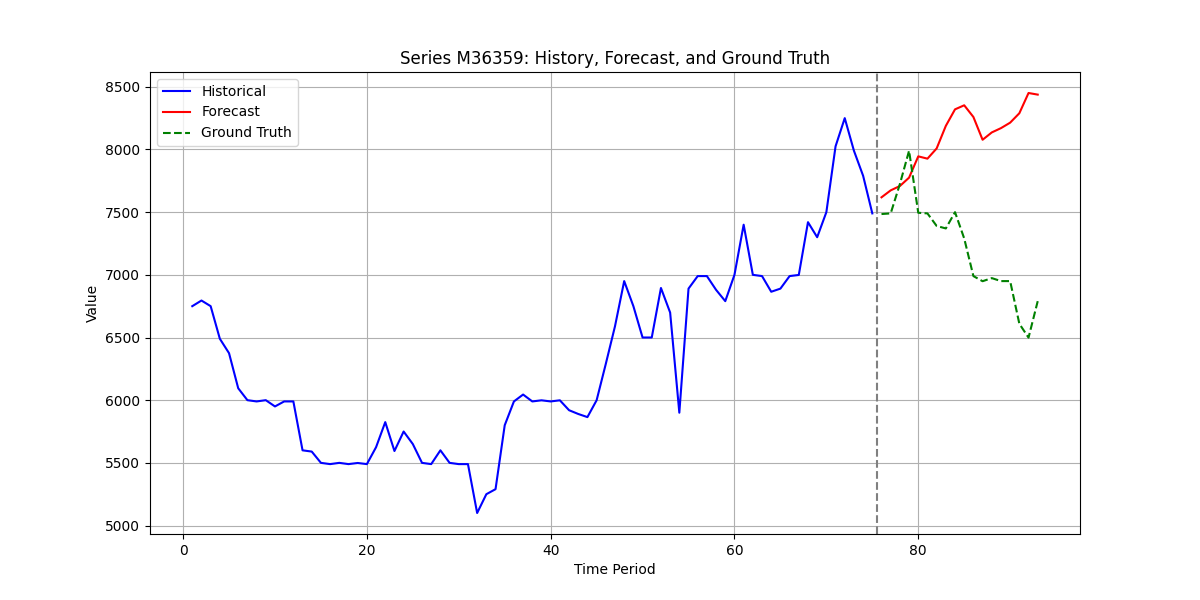 Series M36359: History, Forecast, and Ground Truth
Historical
Forecast
Ground Truth
8500
8000
7500
7000
6500
6000
5500
5000
Value
0
20
40
60
80
Time Period